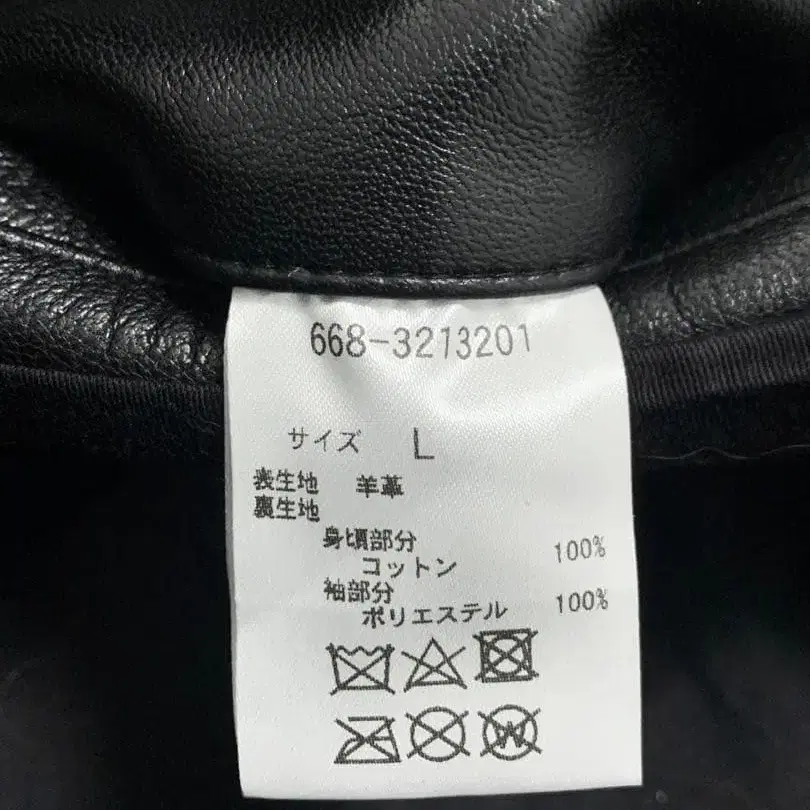 668-3213201
サイズ L
表生地 羊革
裏生地
身頃部分
コットン 100%
袖部分
ポリエステル 100%
W